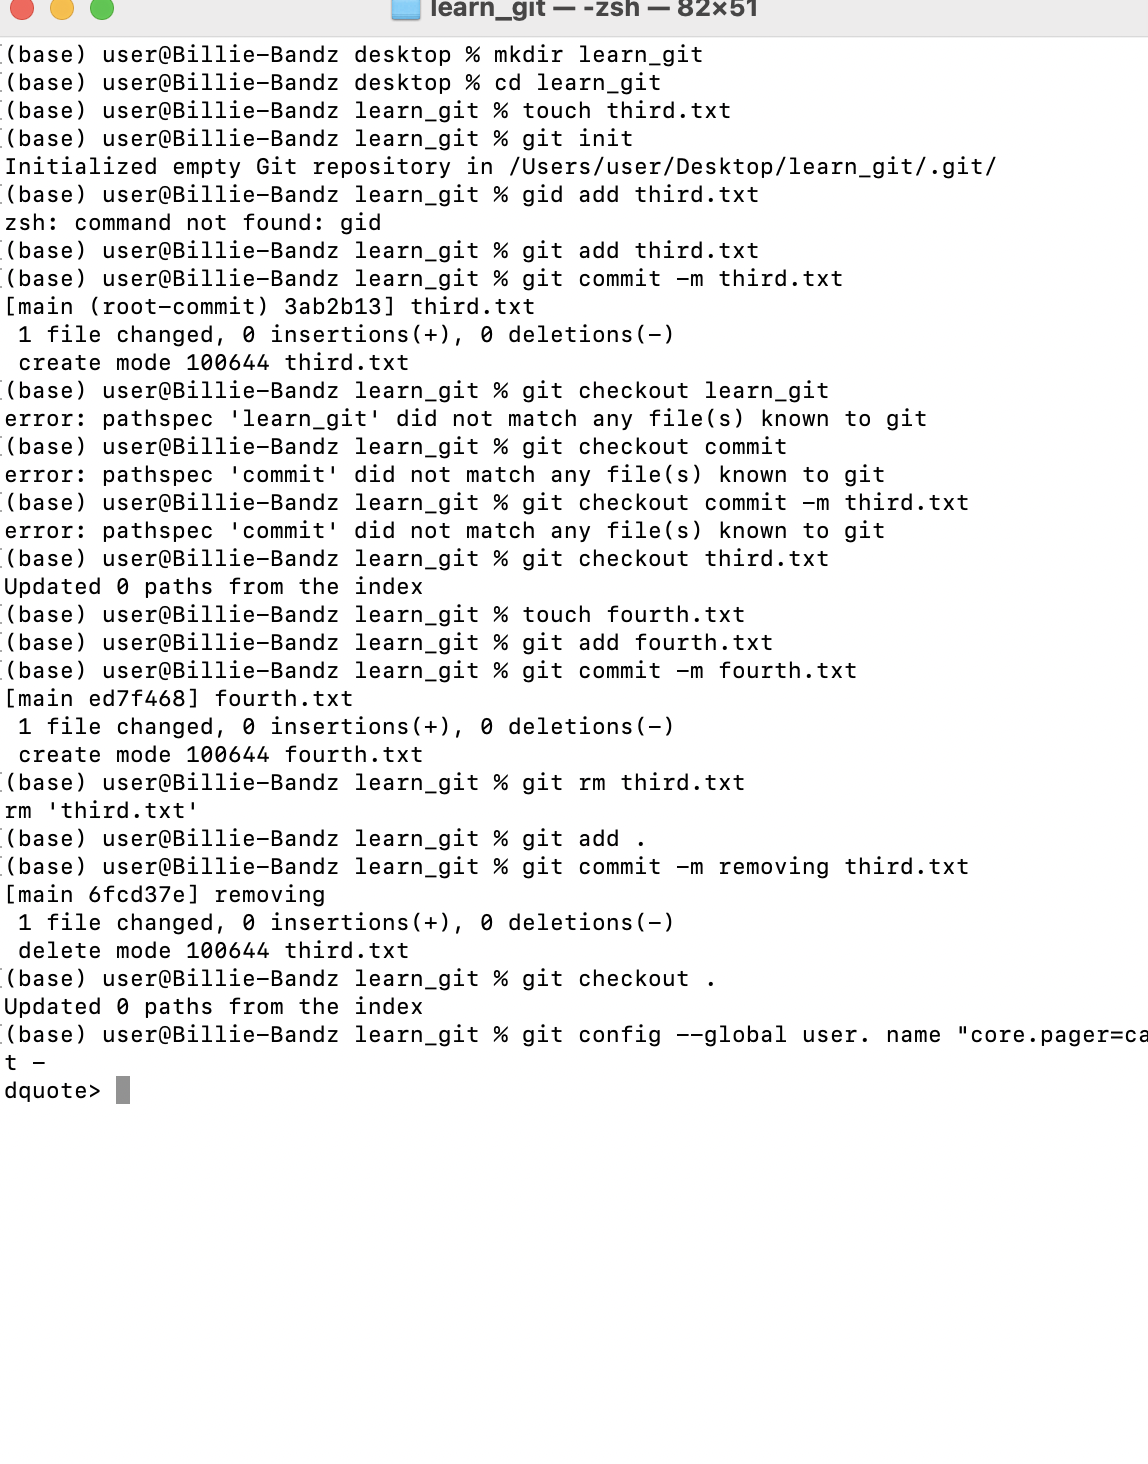 learn_git — -zsh — 82×51
(base) user@Billie-Bandz desktop % mkdir learn_git
(base) user@Billie-Bandz desktop % cd learn_git
(base) user@Billie-Bandz learn_git % touch third.txt
(base) user@Billie-Bandz learn_git % git init
Initialized empty Git repository in /Users/user/Desktop/learn_git/.git/
(base) user@Billie-Bandz learn_git % gid add third.txt
zsh: command not found: gid
(base) user@Billie-Bandz learn_git % git add third.txt
(base) user@Billie-Bandz learn_git % git commit -m third.txt
[main (root-commit) 3ab2b13] third.txt
 1 file changed, 0 insertions(+), 0 deletions(-)
 create mode 100644 third.txt
(base) user@Billie-Bandz learn_git % git checkout learn_git
error: pathspec 'learn_git' did not match any file(s) known to git
(base) user@Billie-Bandz learn_git % git checkout commit
error: pathspec 'commit' did not match any file(s) known to git
(base) user@Billie-Bandz learn_git % git checkout commit -m third.txt
error: pathspec 'commit' did not match any file(s) known to git
(base) user@Billie-Bandz learn_git % git checkout third.txt
Updated 0 paths from the index
(base) user@Billie-Bandz learn_git % touch fourth.txt
(base) user@Billie-Bandz learn_git % git add fourth.txt
(base) user@Billie-Bandz learn_git % git commit -m fourth.txt
[main ed7f468] fourth.txt
 1 file changed, 0 insertions(+), 0 deletions(-)
 create mode 100644 fourth.txt
(base) user@Billie-Bandz learn_git % git rm third.txt
rm 'third.txt'
(base) user@Billie-Bandz learn_git % git add .
(base) user@Billie-Bandz learn_git % git commit -m removing third.txt
[main 6fcd37e] removing
 1 file changed, 0 insertions(+), 0 deletions(-)
 delete mode 100644 third.txt
(base) user@Billie-Bandz learn_git % git checkout .
Updated 0 paths from the index
(base) user@Billie-Bandz learn_git % git config --global user. name "core.pager=ca
t -
dquote>